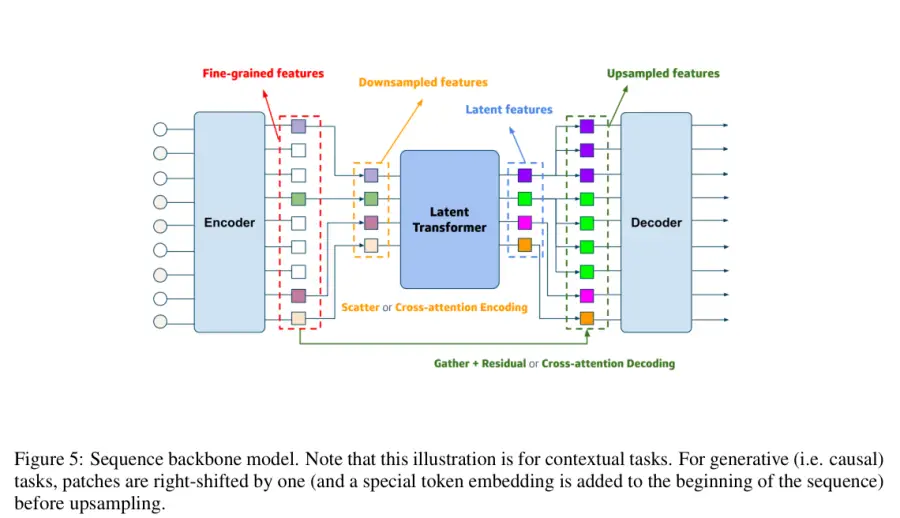 Fine-grained features
Downsampled features
Latent features
Upsampled features
Encoder
Latent
Transformer
Decoder
Scatter or Cross-attention Encoding
Gather + Residual or Cross-attention Decoding
Figure 5: Sequence backbone model. Note that this illustration is for contextual tasks. For generative (i.e. causal)
tasks, patches are right-shifted by one (and a special token embedding is added to the beginning of the sequence)
before upsampling.